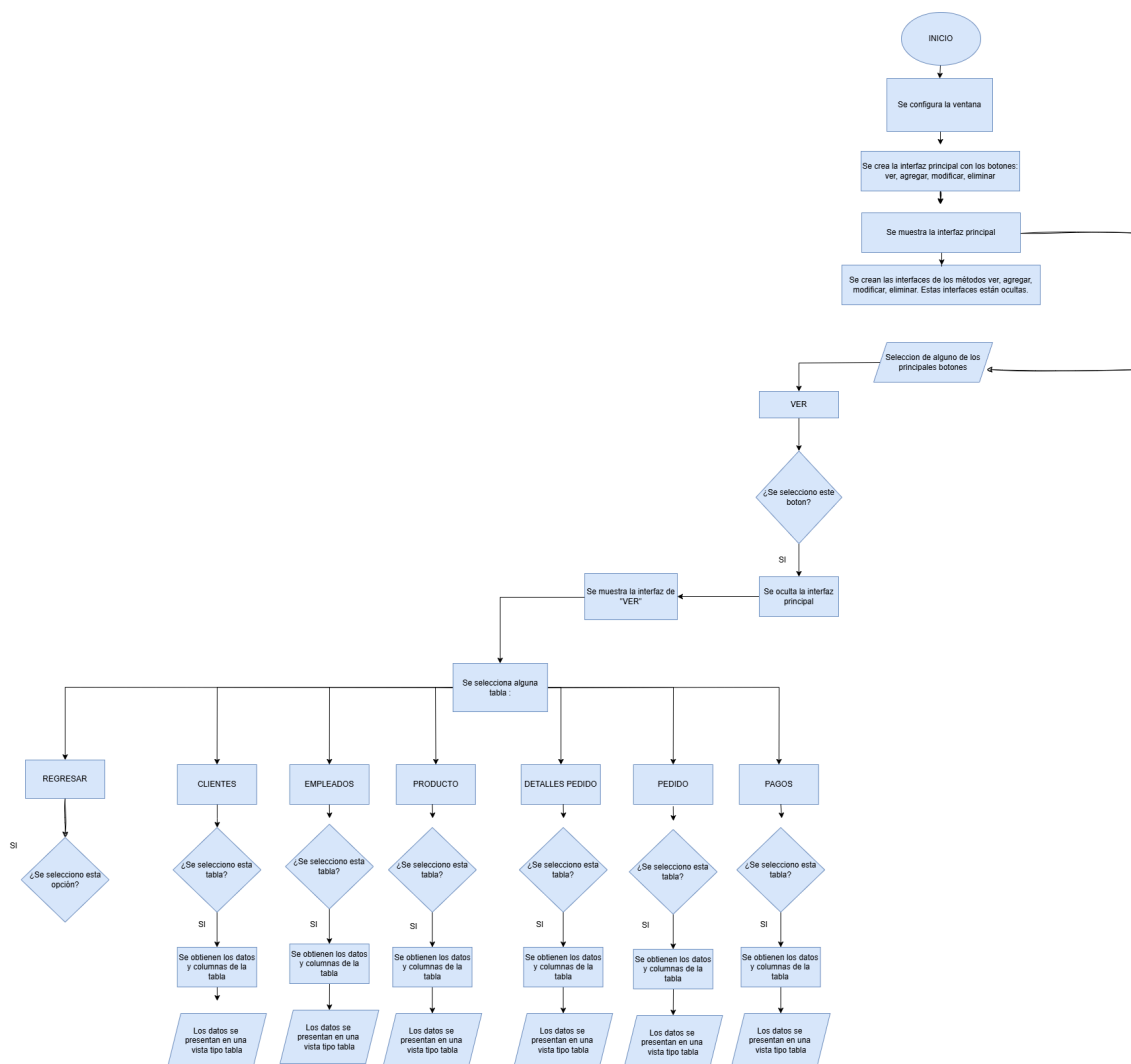 INICIO
Se configura la ventana
Se crea la interfaz principal con los botones:
ver, agregar, modificar, eliminar
Se muestra la interfaz principal
Se crean las interfaces de los métodos ver, agregar,
modificar, eliminar. Estas interfaces están ocultas.
Seleccion de alguno de los
principales botones
VER
¿Se selecciono este
boton?
SI
Se oculta la interfaz
principal
Se muestra la interfaz de
"VER"
Se selecciona alguna
tabla :
REGRESAR
CLIENTES
EMPLEADOS
PRODUCTO
DETALLES PEDIDO
PEDIDO
PAGOS
SI
¿Se selecciono esta
opción?
¿Se selecciono esta
tabla?
¿Se selecciono esta
tabla?
¿Se selecciono esta
tabla?
¿Se selecciono esta
tabla?
¿Se selecciono esta
tabla?
¿Se selecciono esta
tabla?
SI
SI
SI
SI
SI
SI
Se obtienen los datos
y columnas de la
tabla
Se obtienen los datos
y columnas de la
tabla
Se obtienen los datos
y columnas de la
tabla
Se obtienen los datos
y columnas de la
tabla
Se obtienen los datos
y columnas de la
tabla
Se obtienen los datos
y columnas de la
tabla
Los datos se
presentan en una
vista tipo tabla
Los datos se
presentan en una
vista tipo tabla
Los datos se
presentan en una
vista tipo tabla
Los datos se
presentan en una
vista tipo tabla
Los datos se
presentan en una
vista tipo tabla
Los datos se
presentan en una
vista tipo tabla